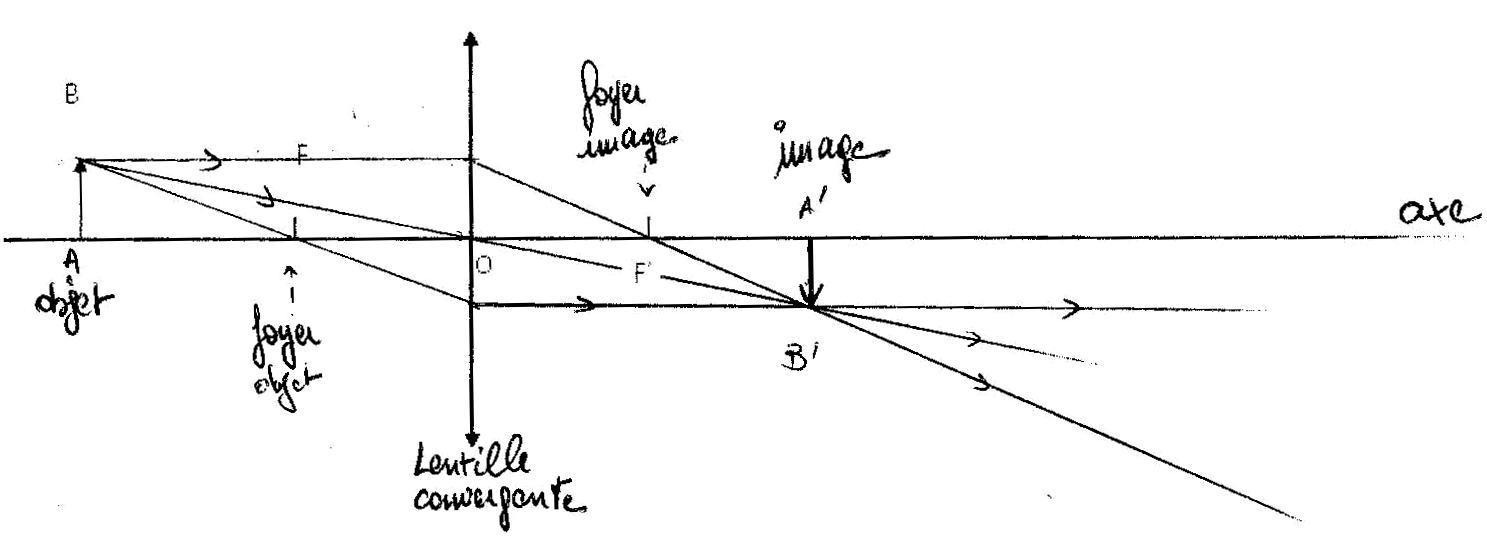 B
foyer
image
image
F
A'
axe
A
objet
O
F'
foyer
objet
B'
Lentille
convergente